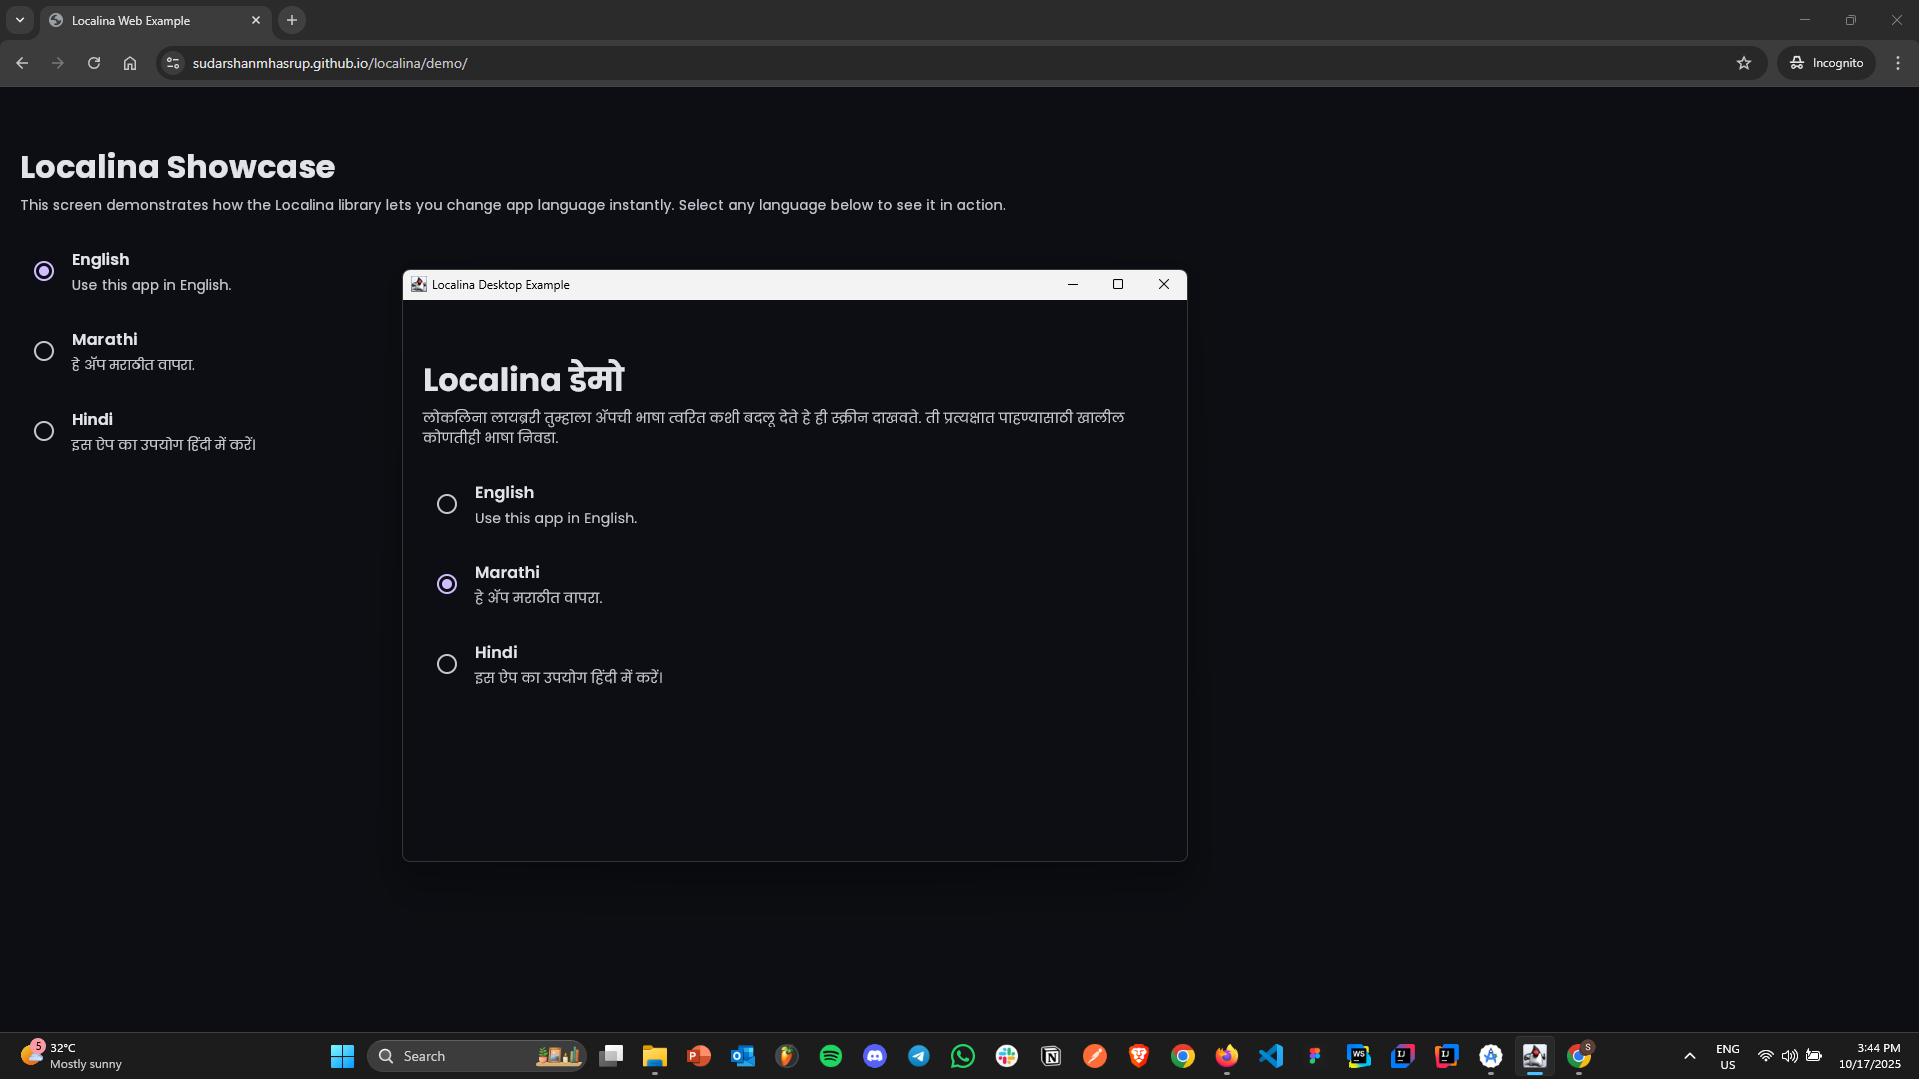 Localina Web Example
sudarshanmhasrup.github.io/localina/demo/
Incognito
Localina Showcase
This screen demonstrates how the Localina library lets you change app language instantly. Select any language below to see it in action.
English
Use this app in English.
Marathi
हे ॲप मराठीत वापरा.
Hindi
इस ऐप का उपयोग हिंदी में करें।
Localina Desktop Example
Localina डेमो
लोकलिना लायब्ररी तुम्हाला ॲपची भाषा त्वरित कशी बदलू देते हे ही स्क्रीन दाखवते. ती प्रत्यक्षात पाहण्यासाठी खालील
कोणतीही भाषा निवडा.
English
Use this app in English.
Marathi
हे ॲप मराठीत वापरा.
Hindi
इस ऐप का उपयोग हिंदी में करें।
5
32°C
Mostly sunny
Search
WS
IJ
IJ
S
ENG
US
3:44 PM
10/17/2025